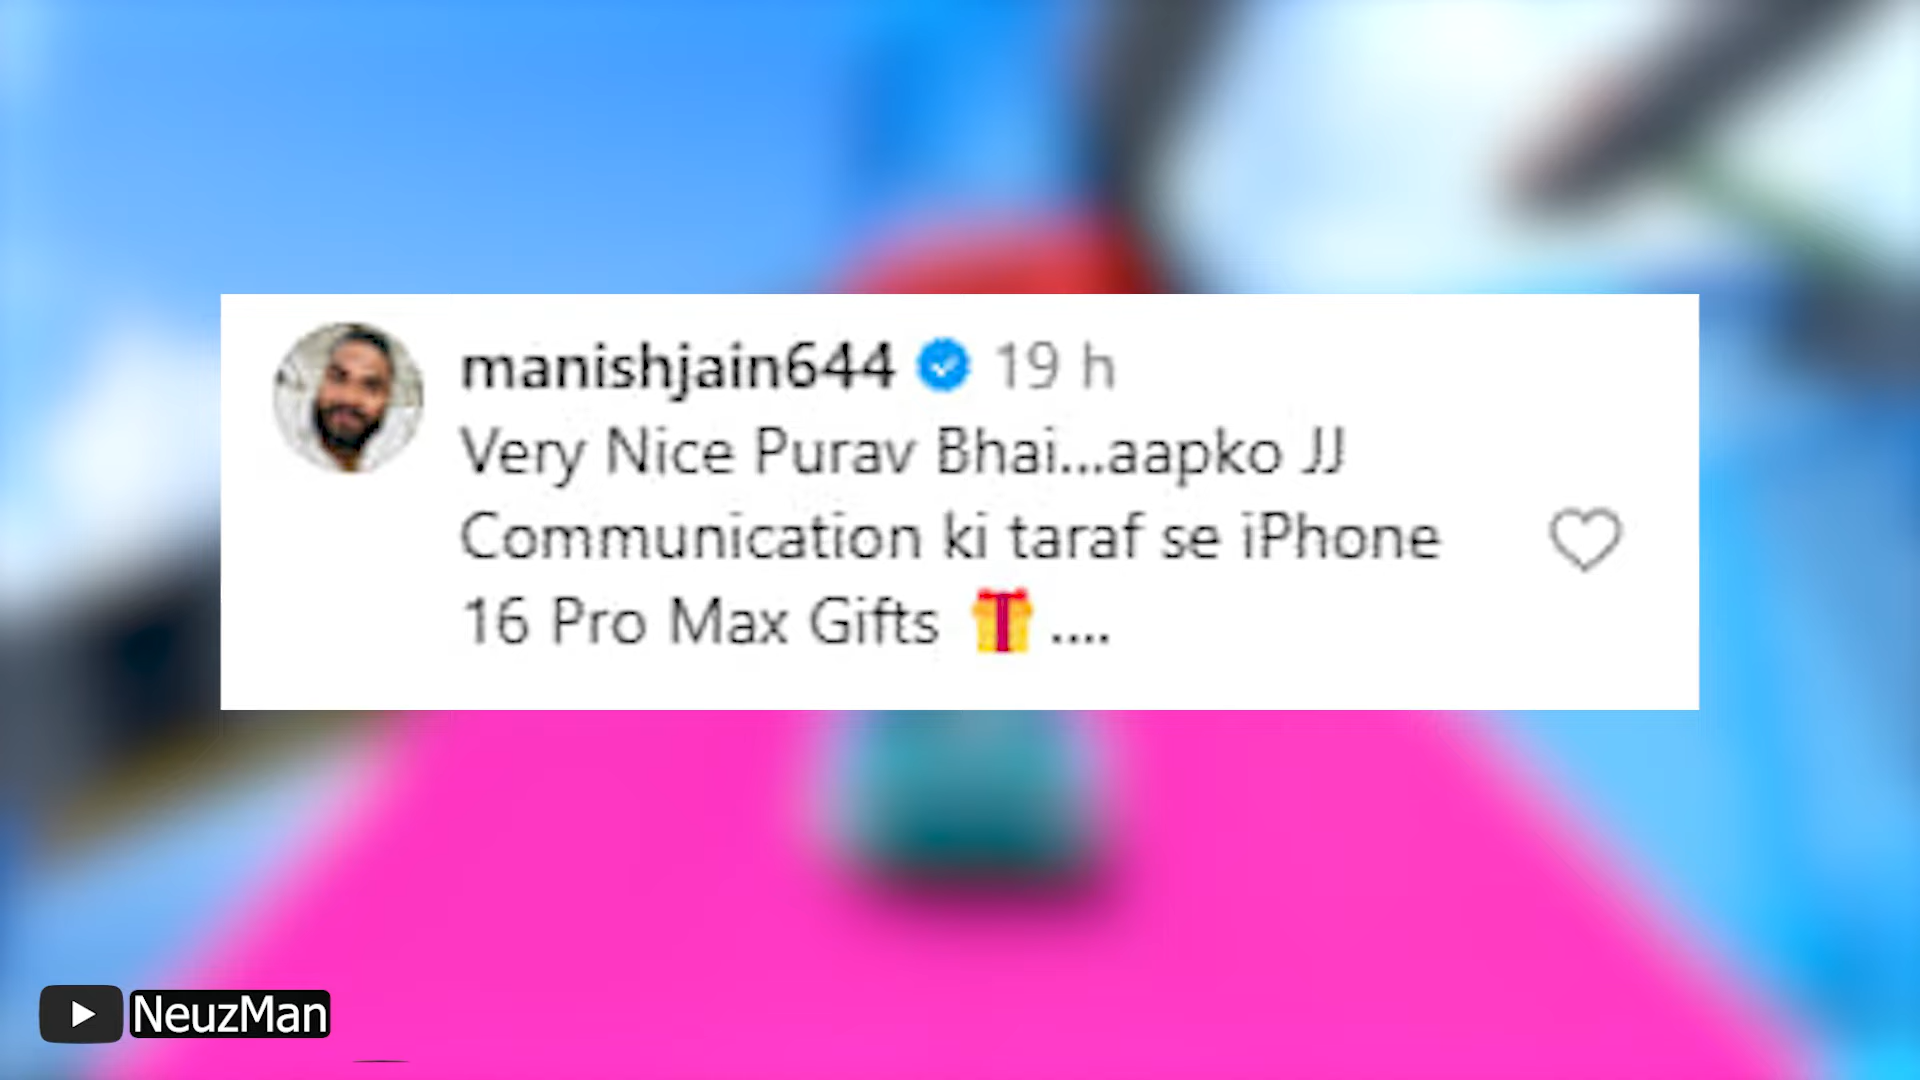 manishjain644 19 h
Very Nice Purav Bhai...aapko JJ
Communication ki taraf se iPhone
16 Pro Max Gifts 🎁 ....
NeuzMan